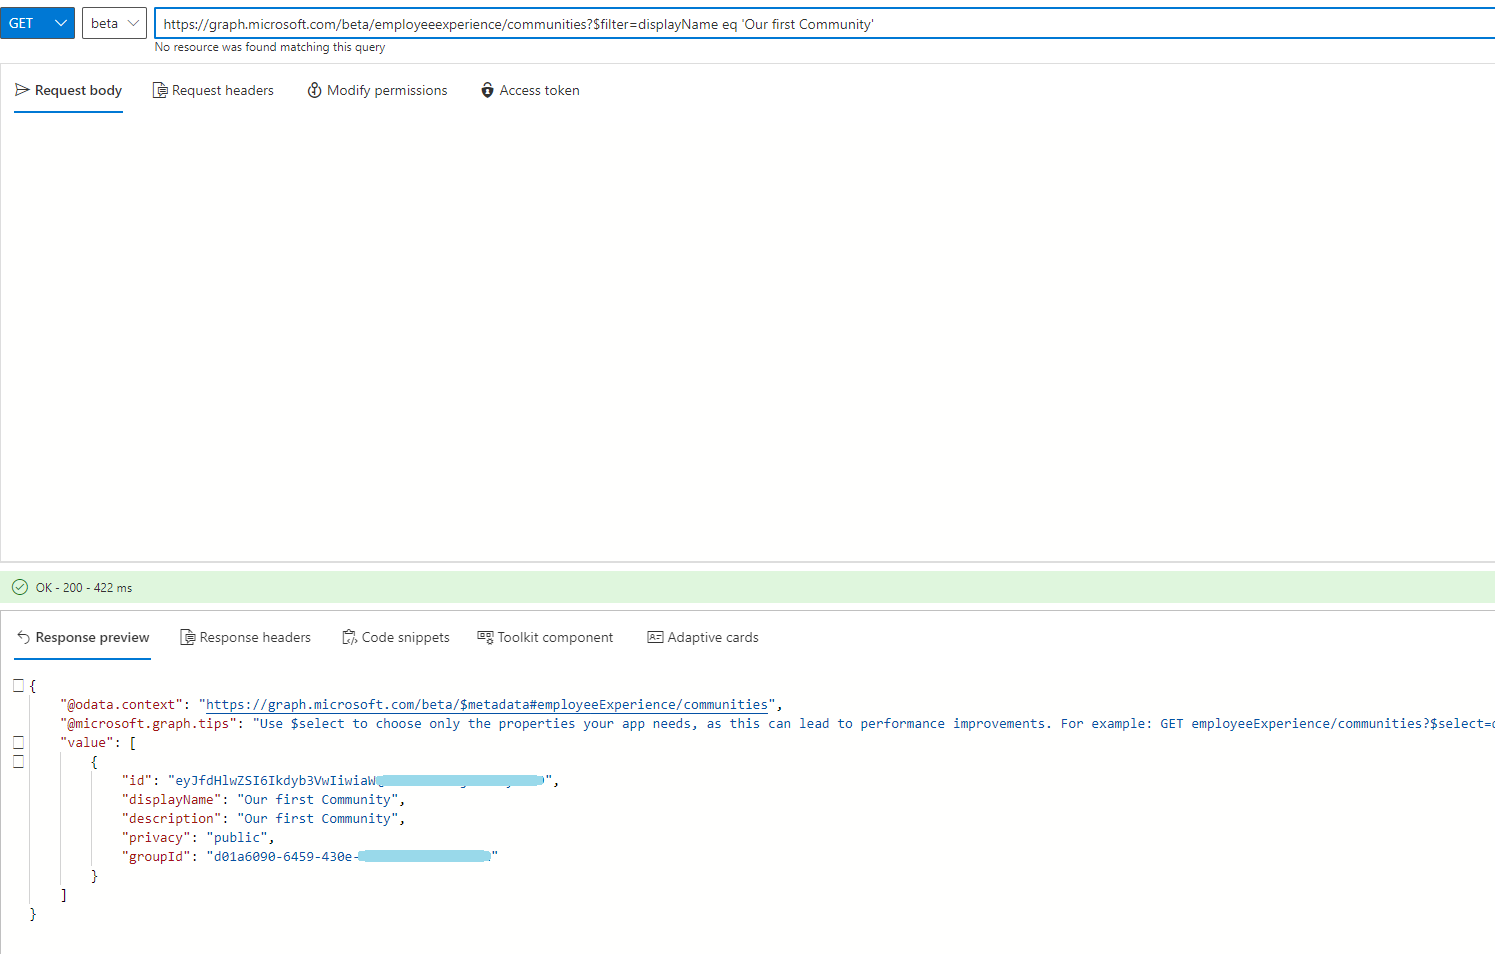 GET beta https://graph.microsoft.com/beta/employeeexperience/communities?$filter=displayName eq 'Our first Community'
No resource was found matching this query
Request body Request headers Modify permissions Access token
OK - 200 - 422 ms
Response preview Response headers Code snippets Toolkit component Adaptive cards
{
"@odata.context": "https://graph.microsoft.com/beta/$metadata#employeeExperience/communities",
"@microsoft.graph.tips": "Use $select to choose only the properties your app needs, as this can lead to performance improvements. For example: GET employeeExperience/communities?$select=
"value": [
{
"id": "eyJfdHlwZSI6Ikdyb3VwIiwiaW",
"displayName": "Our first Community",
"description": "Our first Community",
"privacy": "public",
"groupId": "d01a6090-6459-430e-"
}
]
}